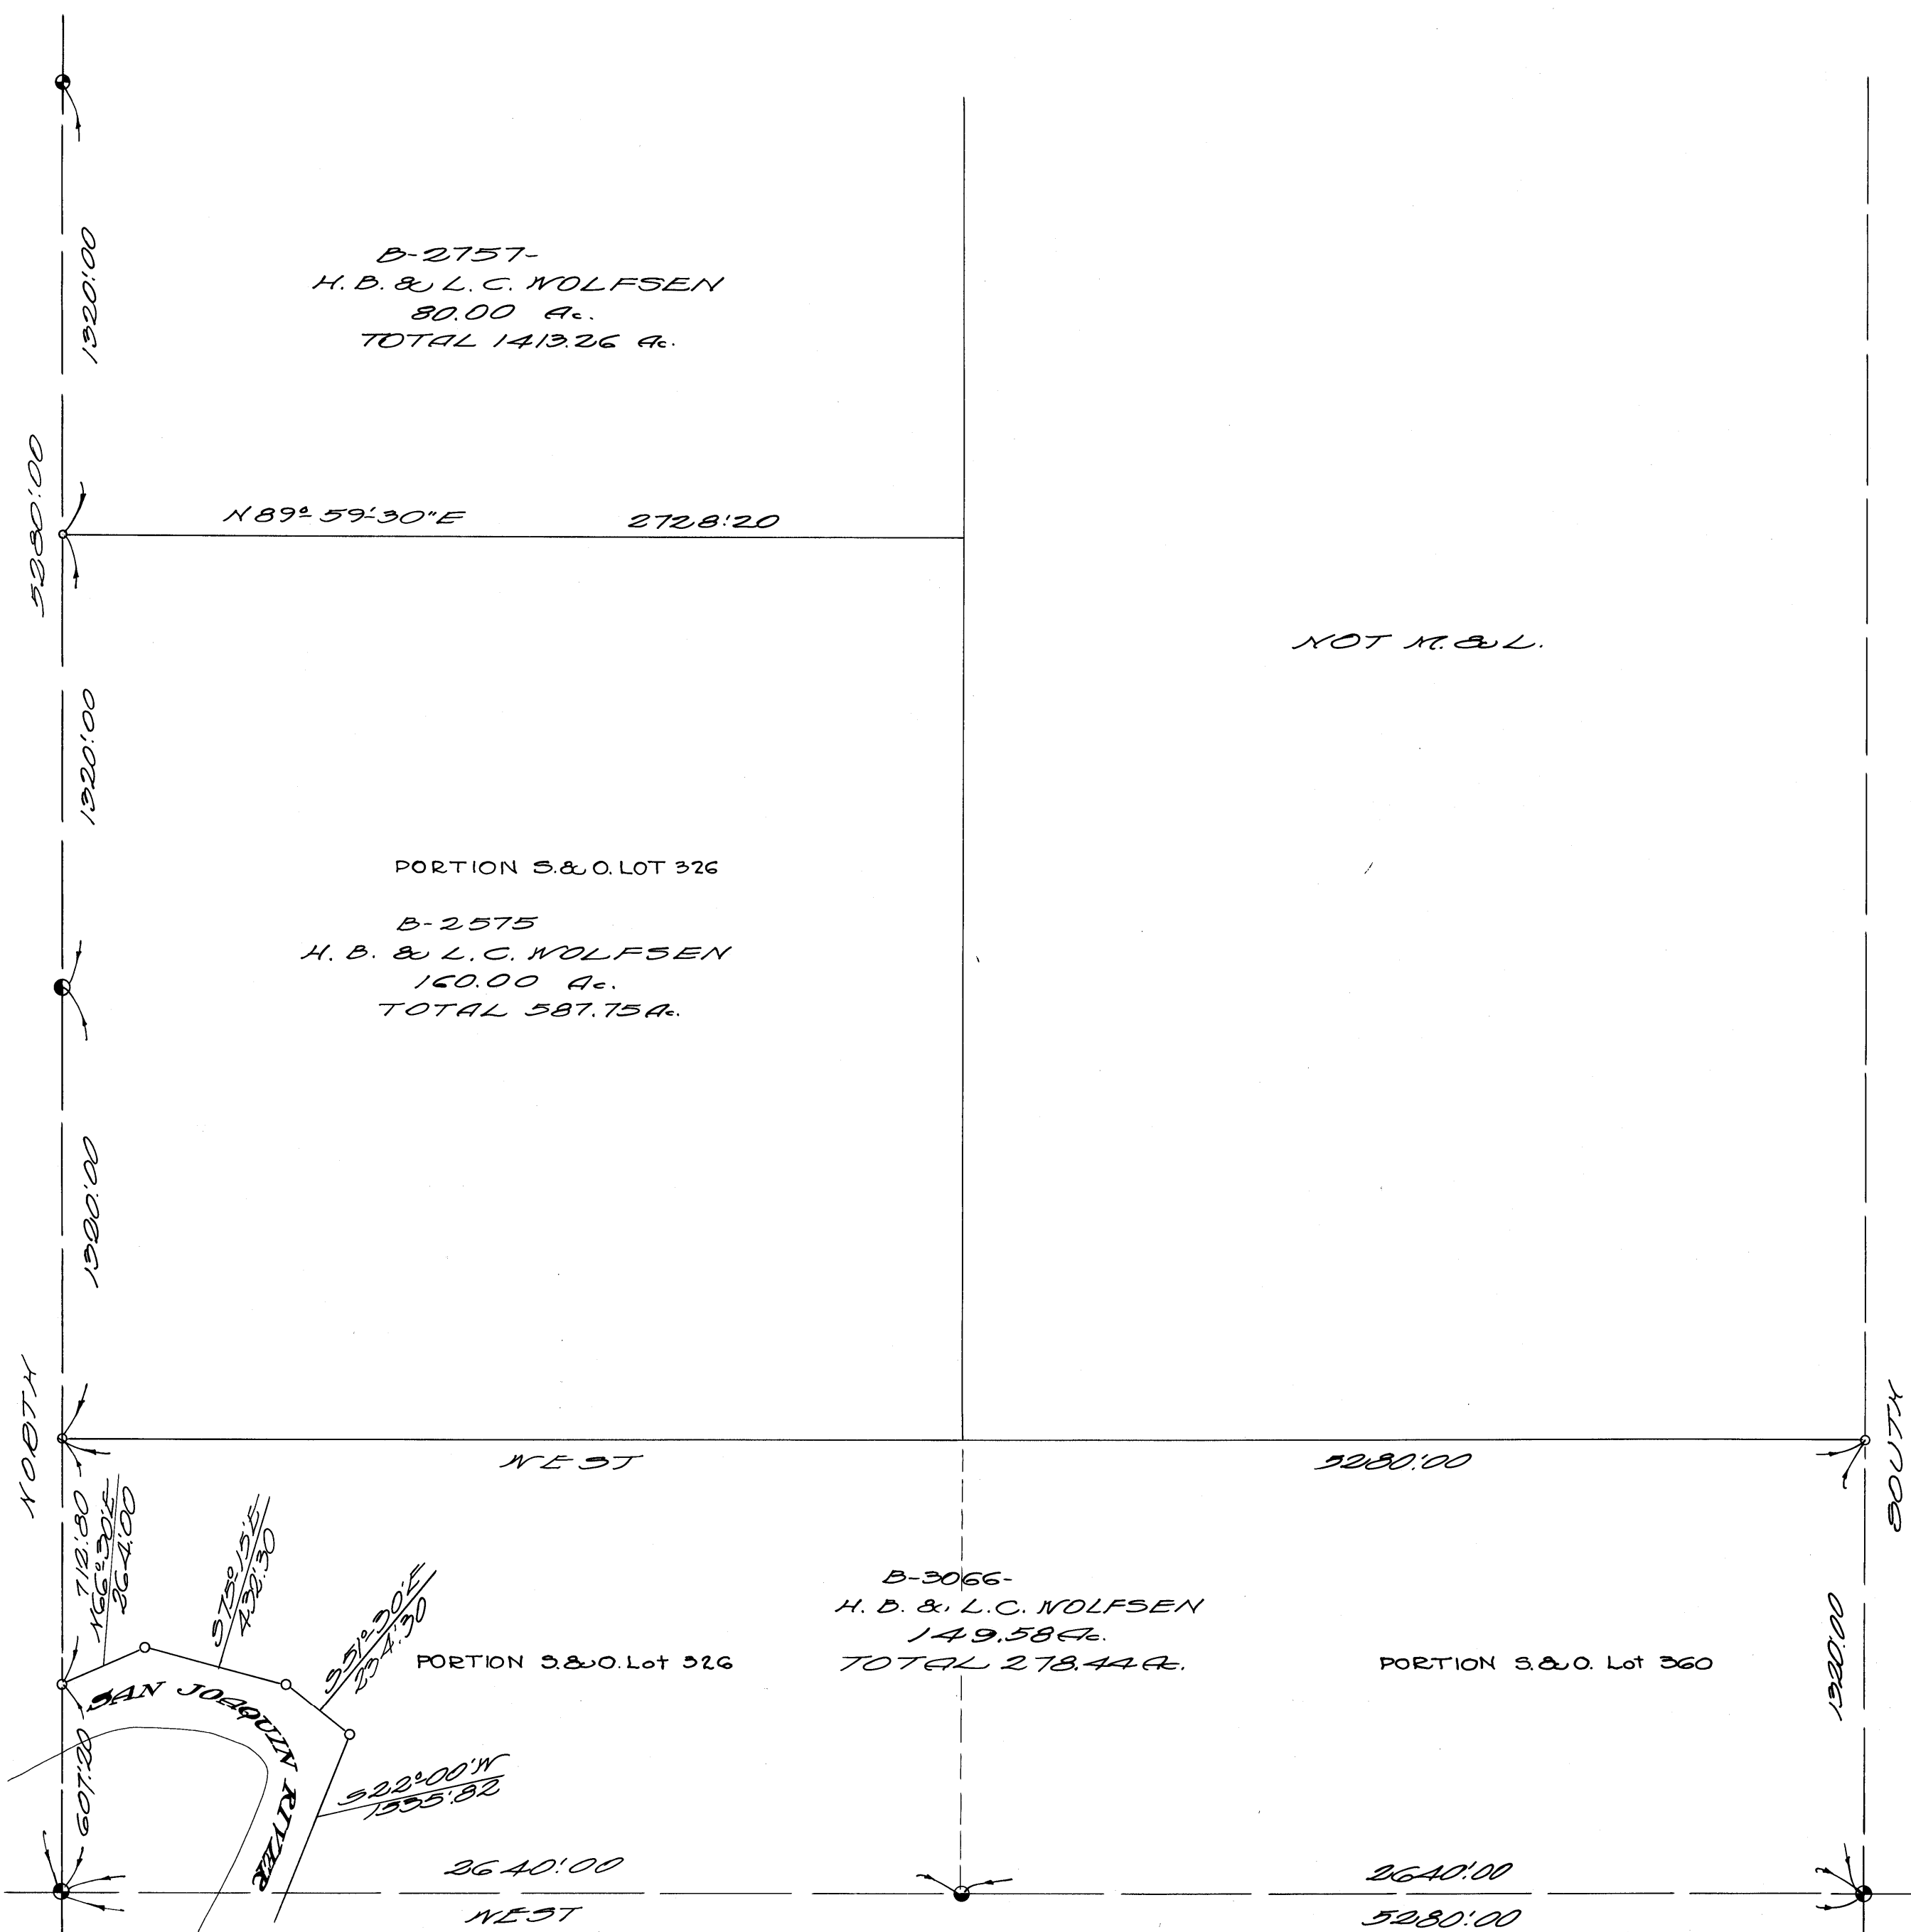 1320'.00
B-2757-
H. B. & L. C. WOLFSEN
80.00 Ac.
TOTAL 1413.26 Ac.
5280'.00
N 89°-59'-30" E 2728'.20
NOT M. & L.
1320'.00
PORTION S. & O. LOT 326
B-2575
H. B. & L. C. WOLFSEN
160.00 Ac.
TOTAL 587.75 Ac.
1320'.00
NORTH
WEST 5280'.00
SOUTH
712'.80
N66°-30'E
264'.00
S75°-15'E
432'.30
S51°-30'E
234'.30
B-3066-
H. B. & L. C. WOLFSEN
149.58 Ac.
TOTAL 278.44 Ac.
PORTION S. & O. Lot 326
PORTION S. & O. Lot 360
1320'.00
SAN JOAQUIN RIVER
607'.20
S22°-00'W
1335'.82
2640'.00
2640'.00
WEST
5280'.00